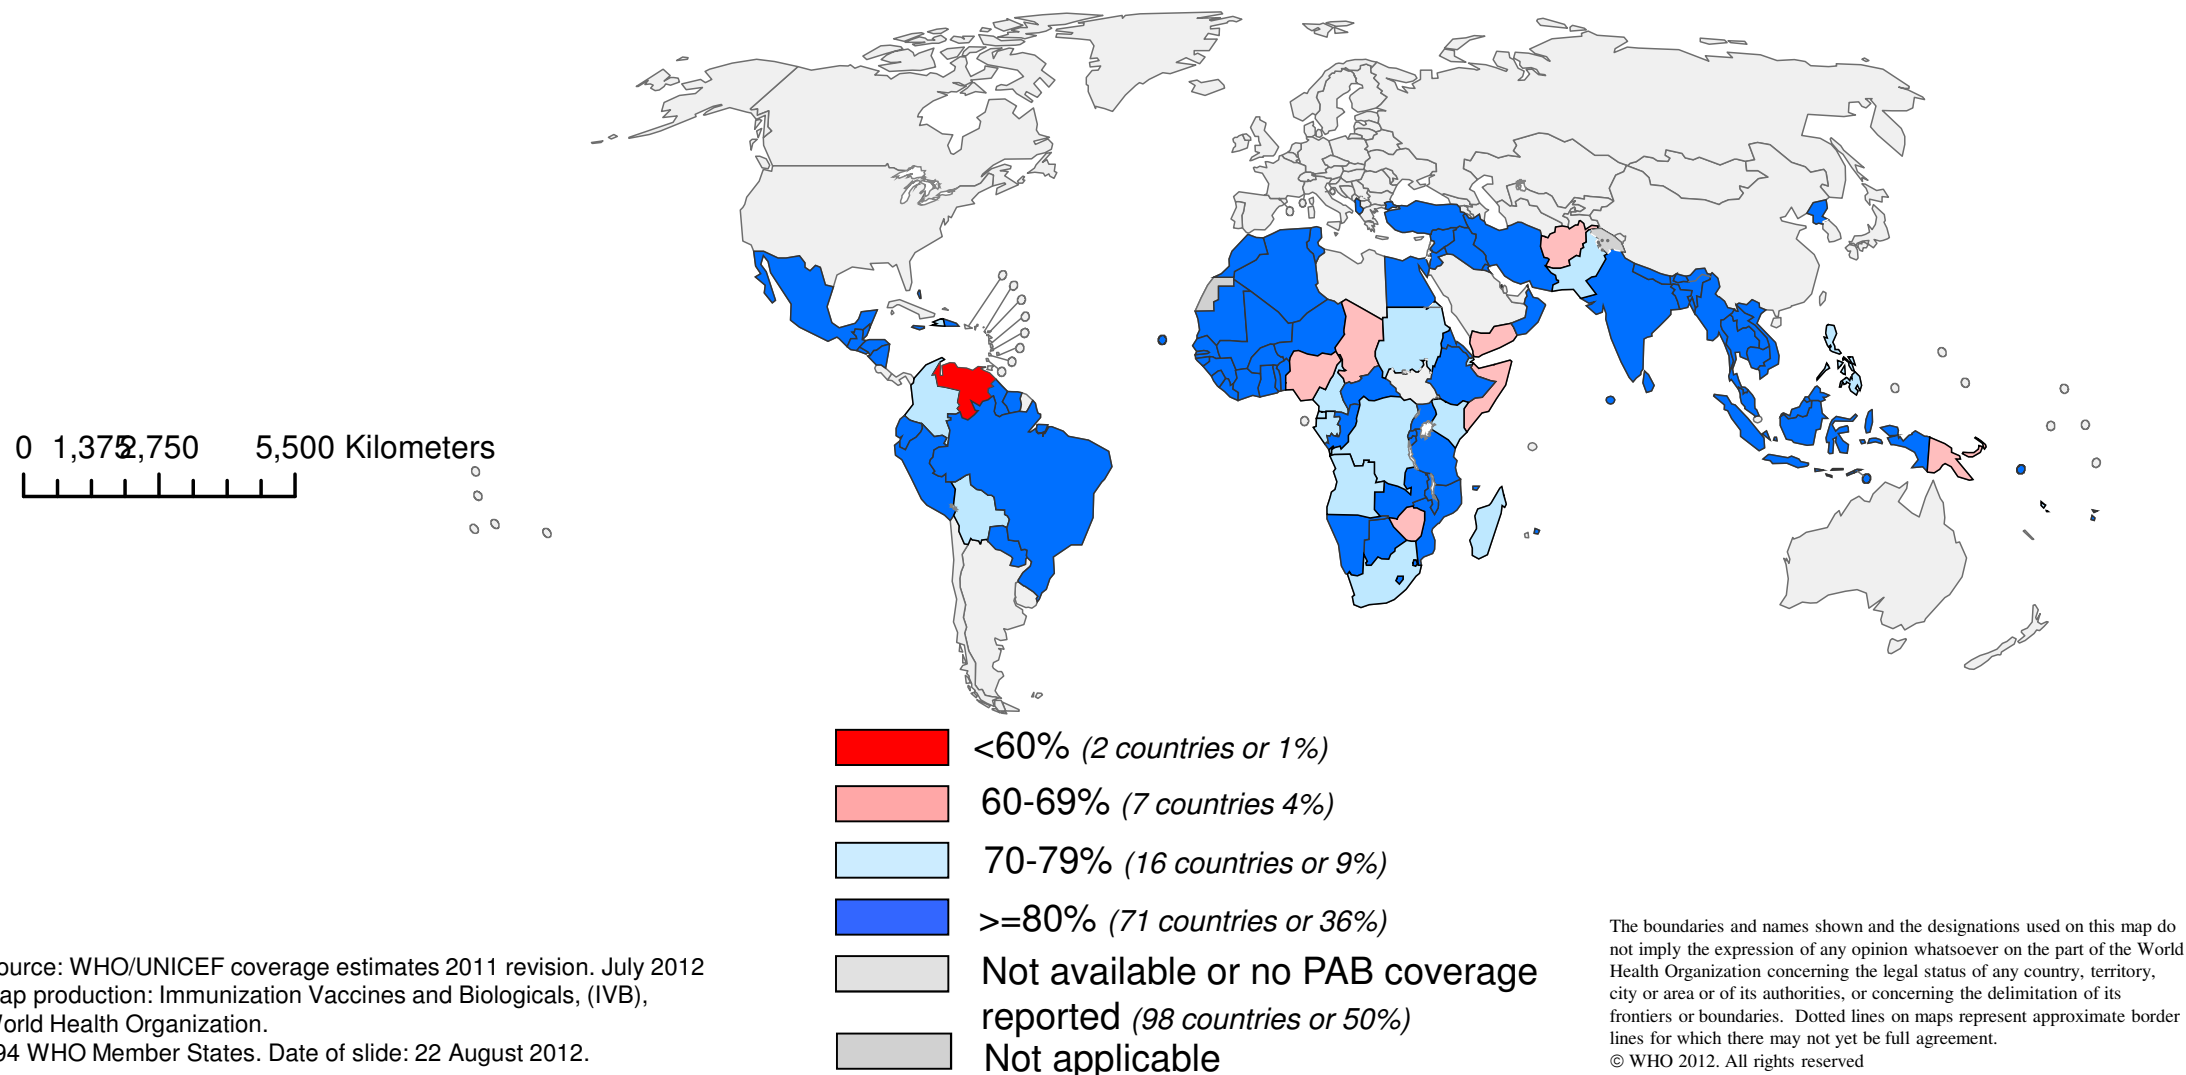 0 1,375 2,750 5,500 Kilometers
<60% (2 countries or 1%)
60-69% (7 countries 4%)
70-79% (16 countries or 9%)
>=80% (71 countries or 36%)
Not available or no PAB coverage
reported (98 countries or 50%)
Not applicable
ource: WHO/UNICEF coverage estimates 2011 revision. July 2012
ap production: Immunization Vaccines and Biologicals, (IVB),
orld Health Organization.
94 WHO Member States. Date of slide: 22 August 2012.
The boundaries and names shown and the designations used on this map do
not imply the expression of any opinion whatsoever on the part of the World
Health Organization concerning the legal status of any country, territory,
city or area or of its authorities, or concerning the delimitation of its
frontiers or boundaries. Dotted lines on maps represent approximate border
lines for which there may not yet be full agreement.
© WHO 2012. All rights reserved